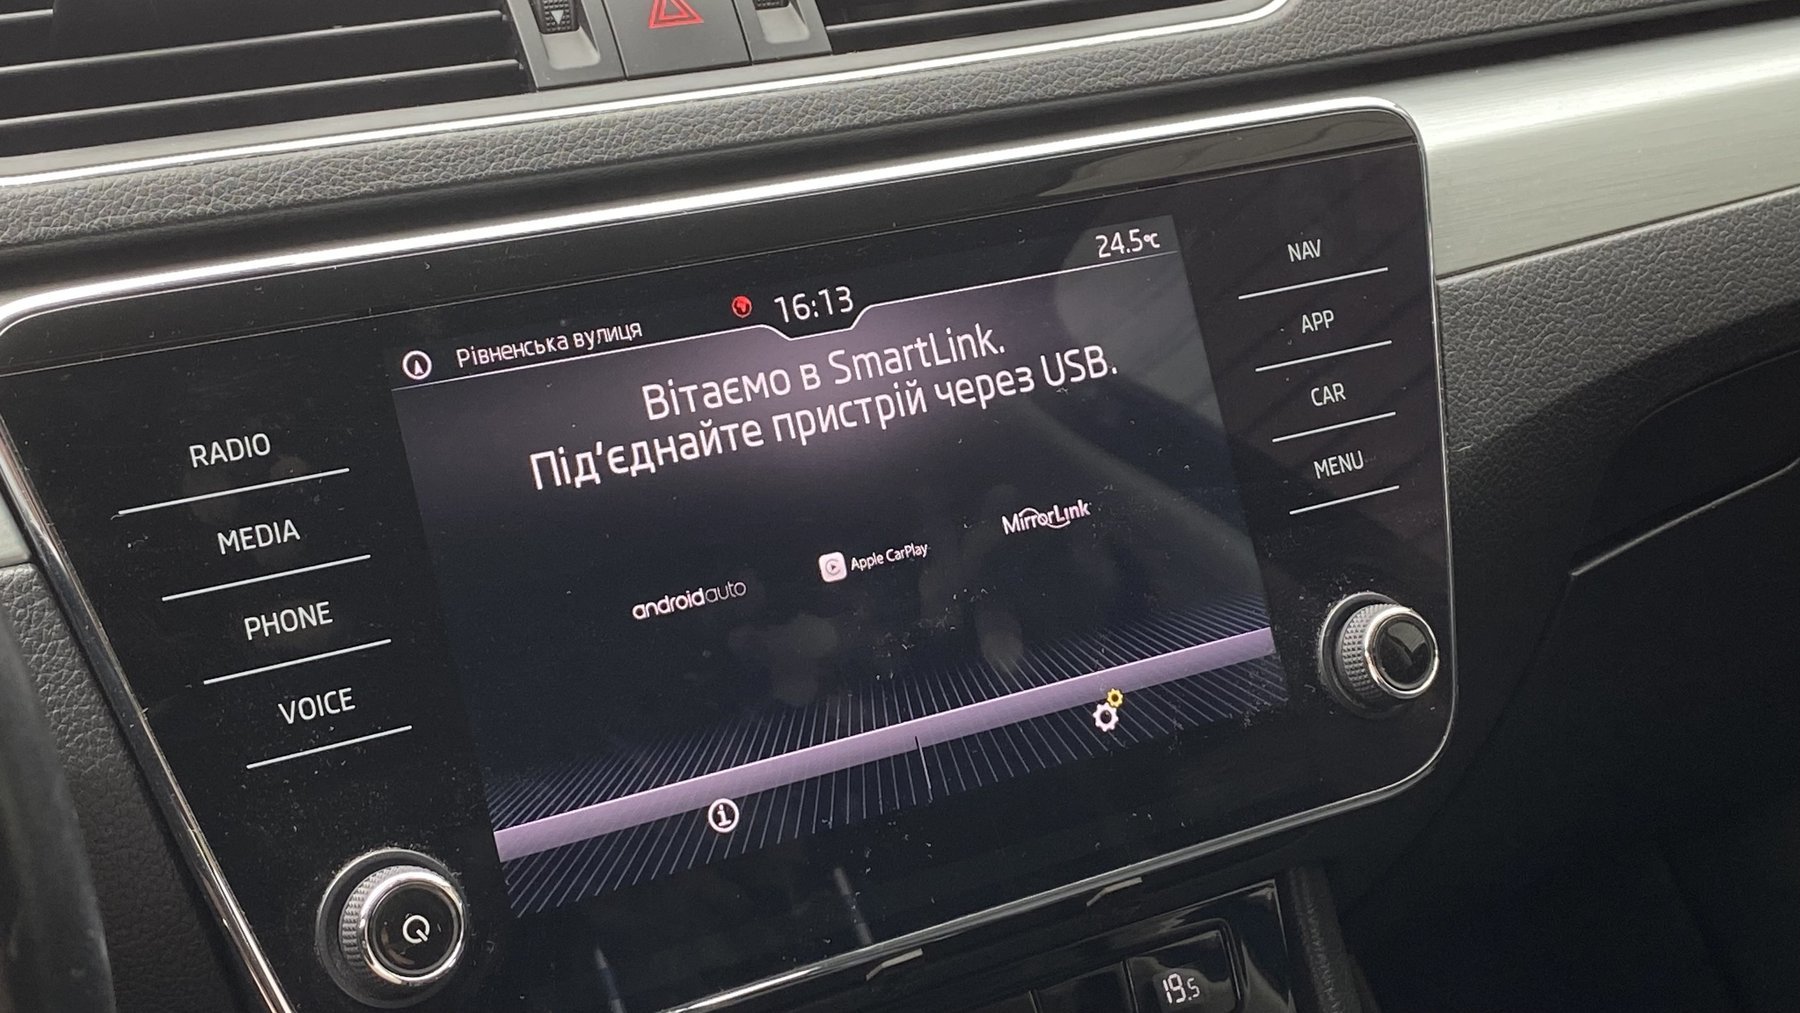 Рівненська вулиця
16:13
24.5°C
Вітаємо в SmartLink.
Під'єднайте пристрій через USB.
androidauto
Apple CarPlay
MirrorLink
RADIO
MEDIA
PHONE
VOICE
NAV
APP
CAR
MENU
19.5